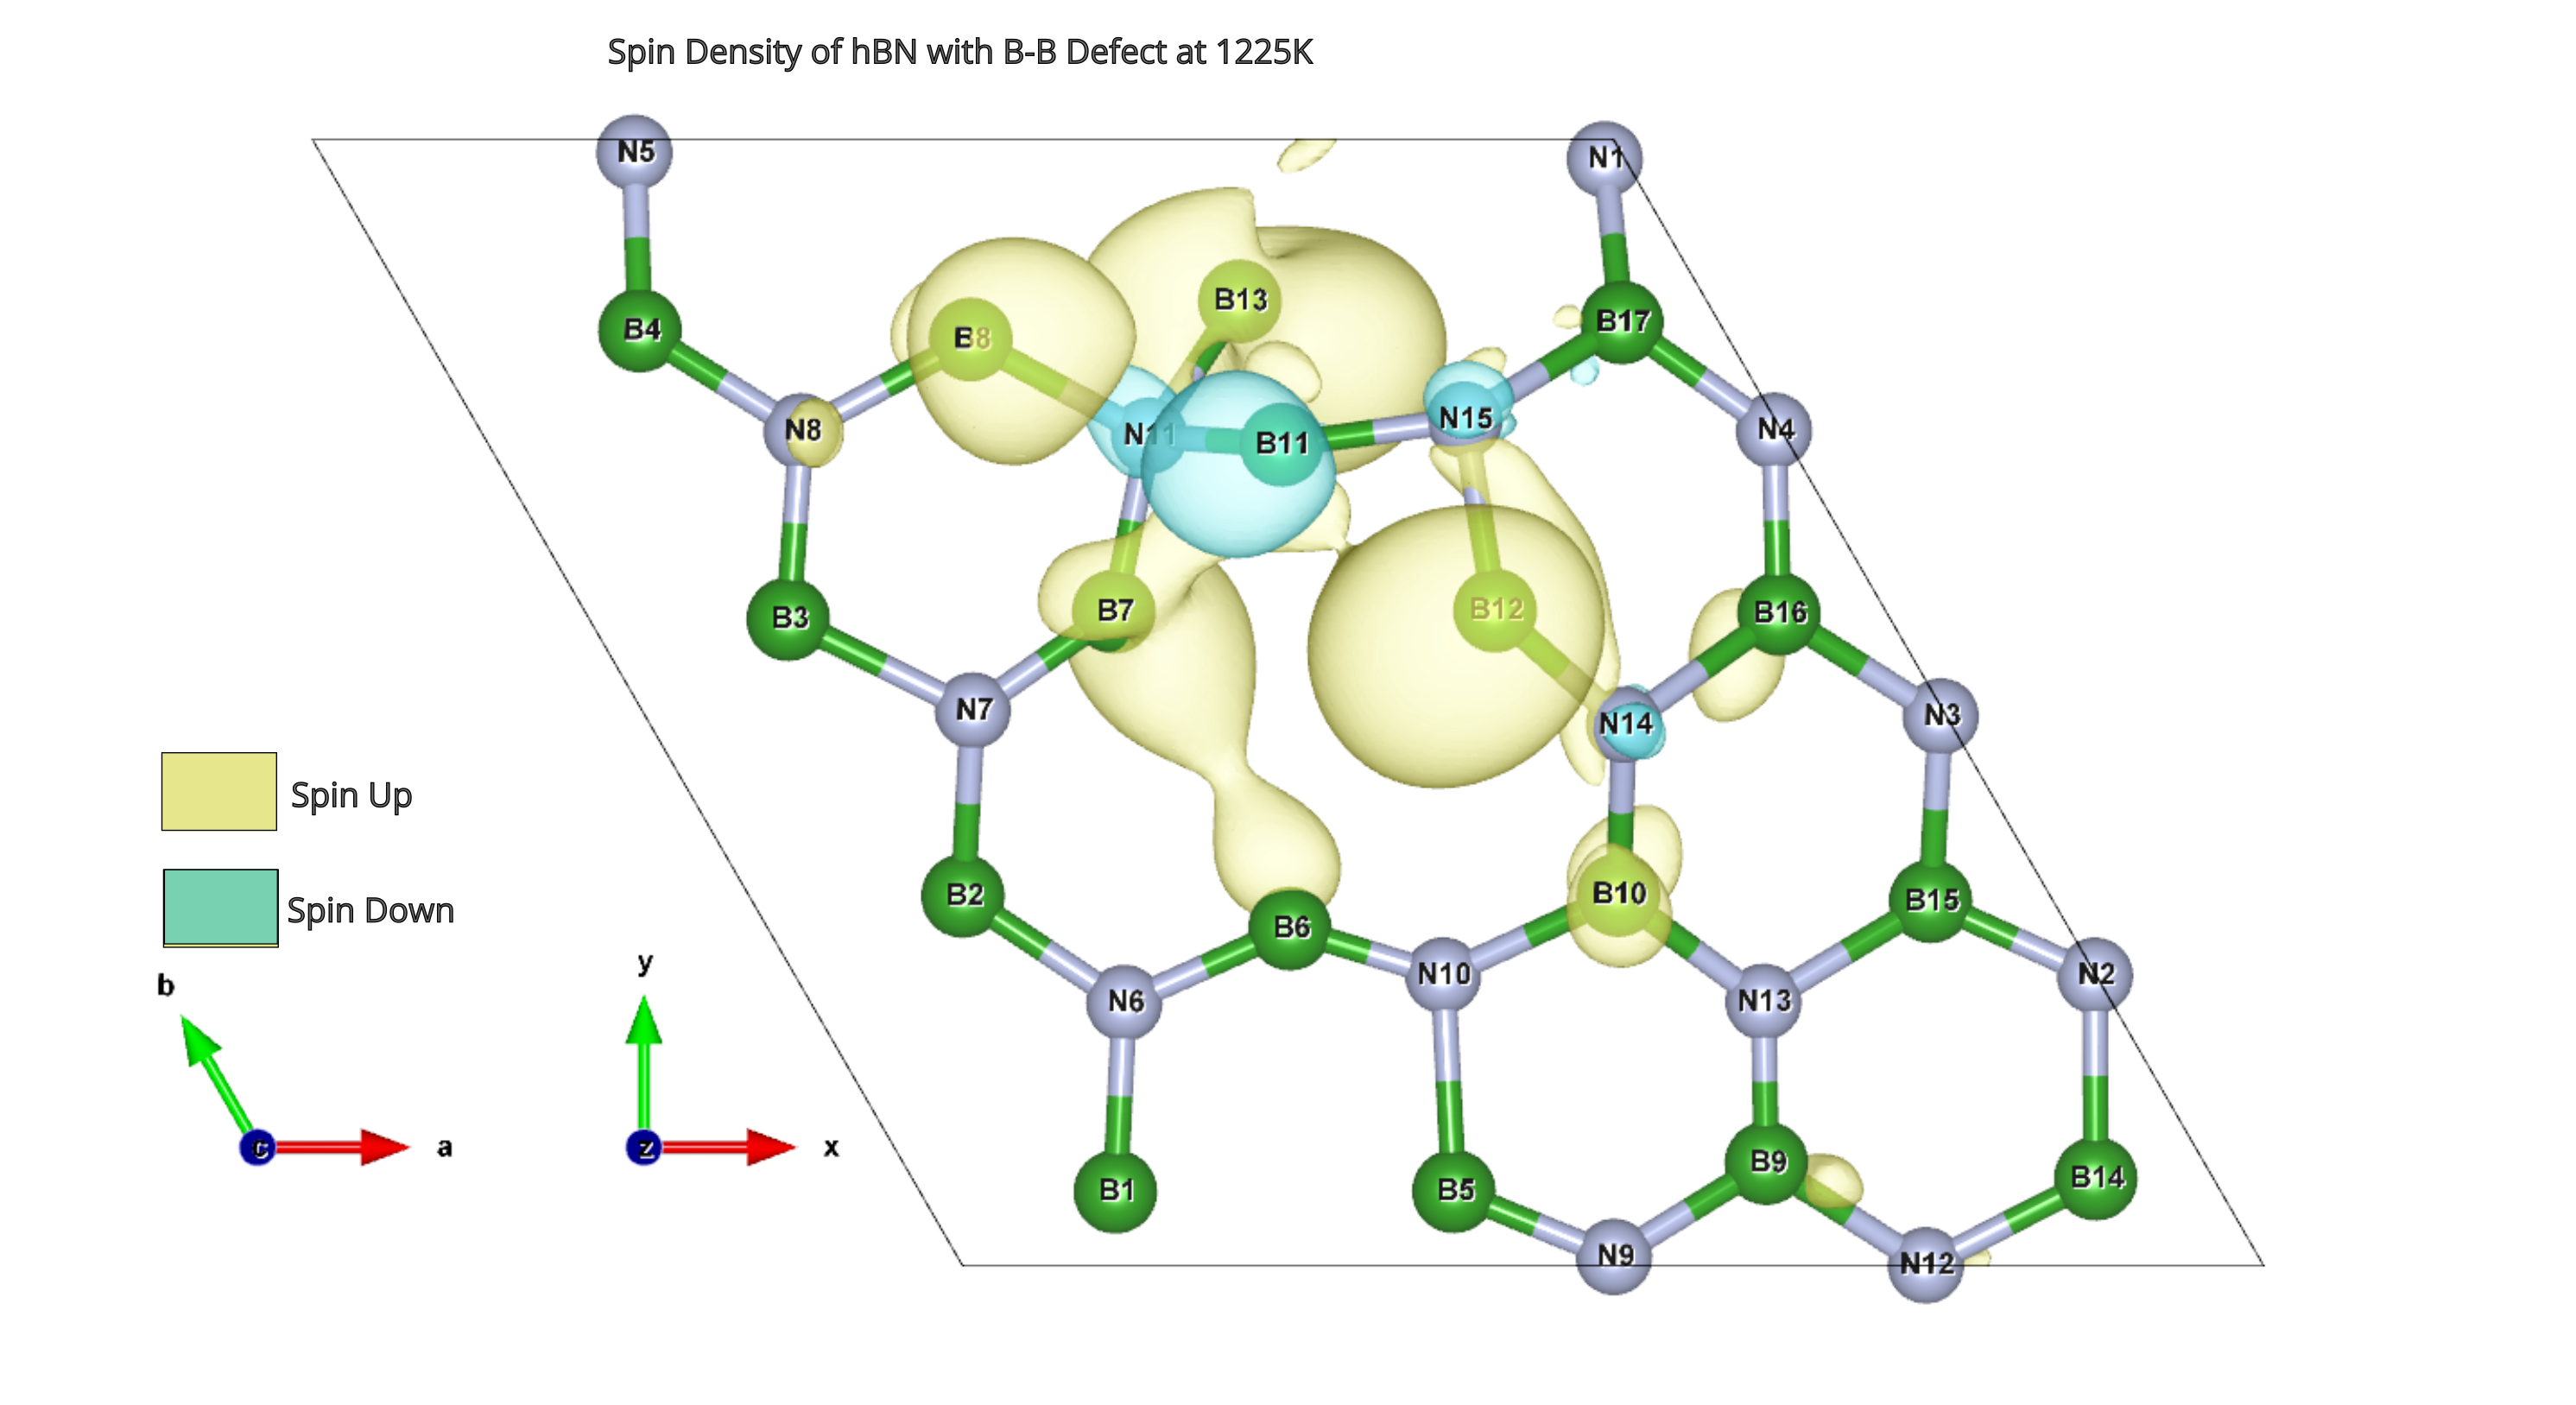 Spin Density of hBN with B-B Defect at 1225K
N5
N1
B13
B17
B4
B8
N15
N4
N8
N11
B11
B3
B7
B12
B16
N7
N14
N3
Spin Up
B2
B10
B15
Spin Down
B6
y
b
N10
N2
N6
N13
c
a
z
x
B9
B14
B1
B5
N9
N12